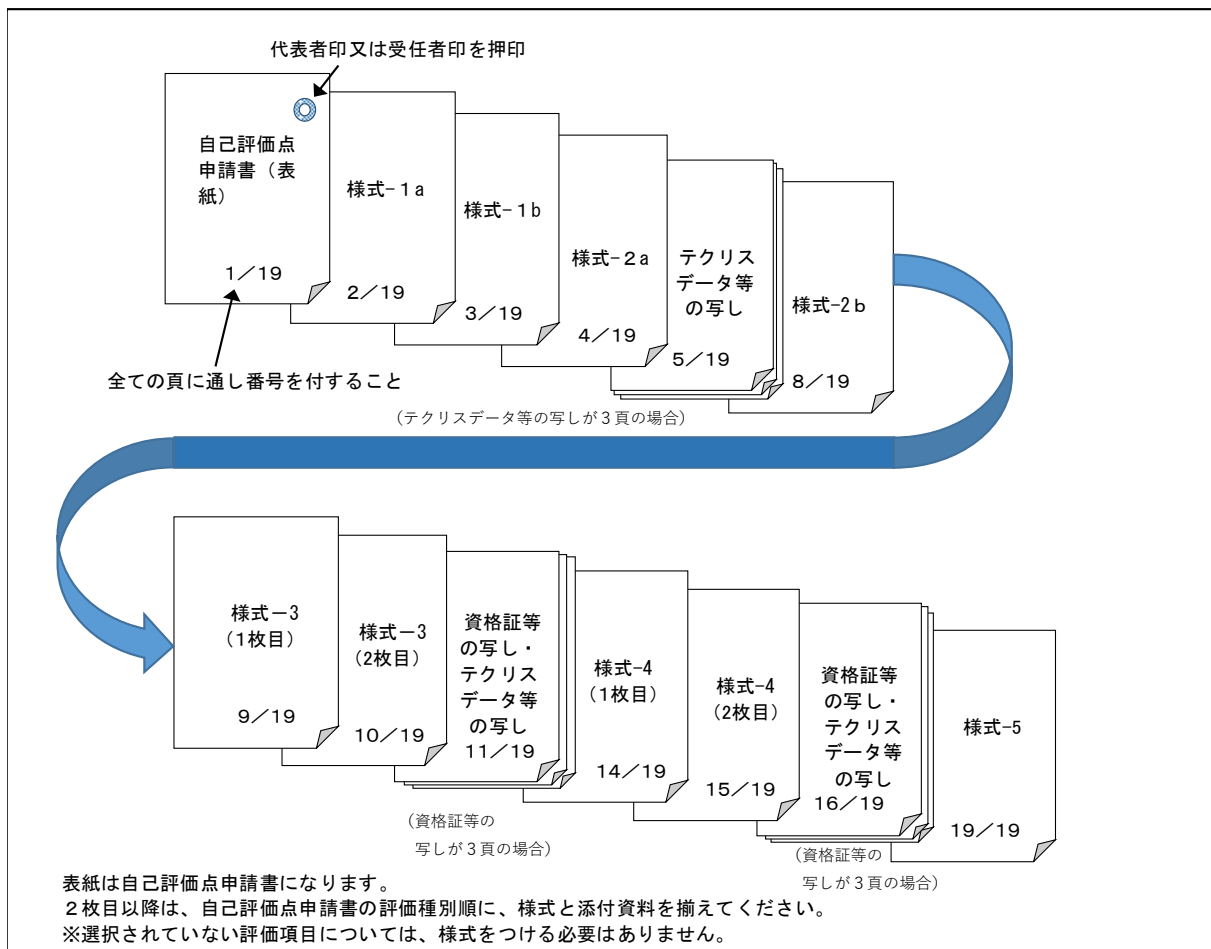 代表者印又は受任者印を押印
自己評価点
申請書（表
紙）
1／19
様式-１a
2／19
様式-１b
3／19
様式-２a
4／19
テクリス
データ等
の写し
5／19
様式-2ｂ
8／19
全ての頁に通し番号を付すること
（テクリスデータ等の写しが３頁の場合）
様式－3
（1枚目）
9／19
様式－3
（2枚目）
10／19
資格証等
の写し・
テクリス
データ等
の写し
11／19
（資格証等の
写しが３頁の場合）
様式-4
（1枚目）
14／19
様式-4
（2枚目）
15／19
資格証等
の写し・
テクリス
データ等
の写し
16／19
（資格証等の
写しが３頁の場合）
様式-5
19／19
表紙は自己評価点申請書になります。
２枚目以降は、自己評価点申請書の評価種別順に、様式と添付資料を揃えてください。
※選択されていない評価項目については、様式をつける必要はありません。